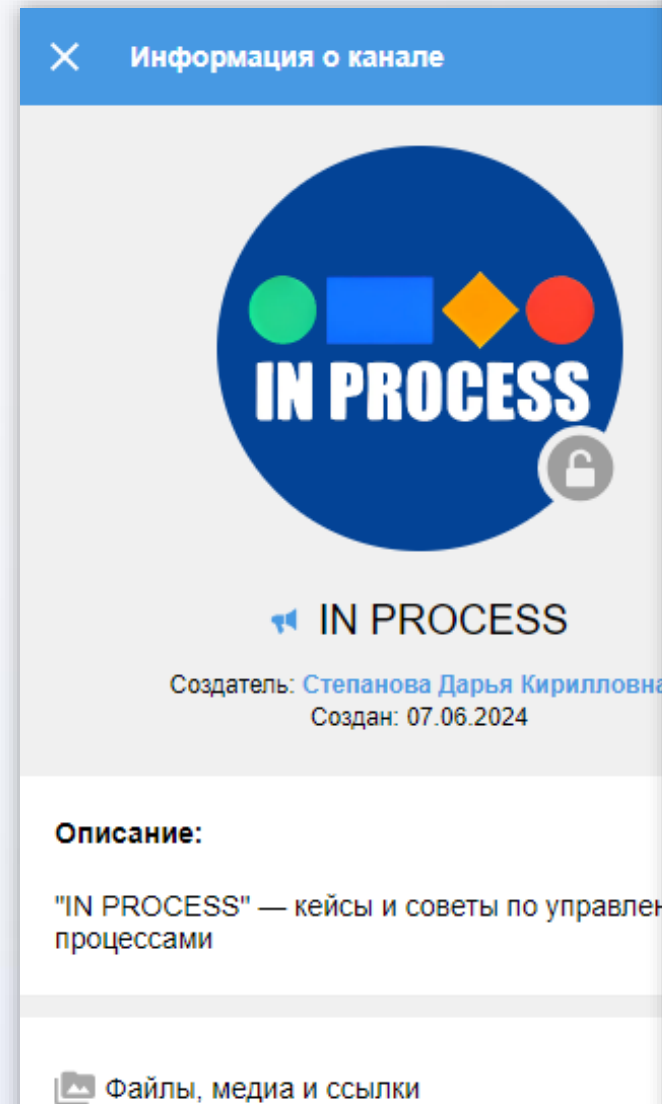 Информация о канале
IN PROCESS
IN PROCESS
Создатель: Степанова Дарья Кирилловна
Создан: 07.06.2024
Описание:
"IN PROCESS" — кейсы и советы по
процессами
Файлы, медиа и ссылки